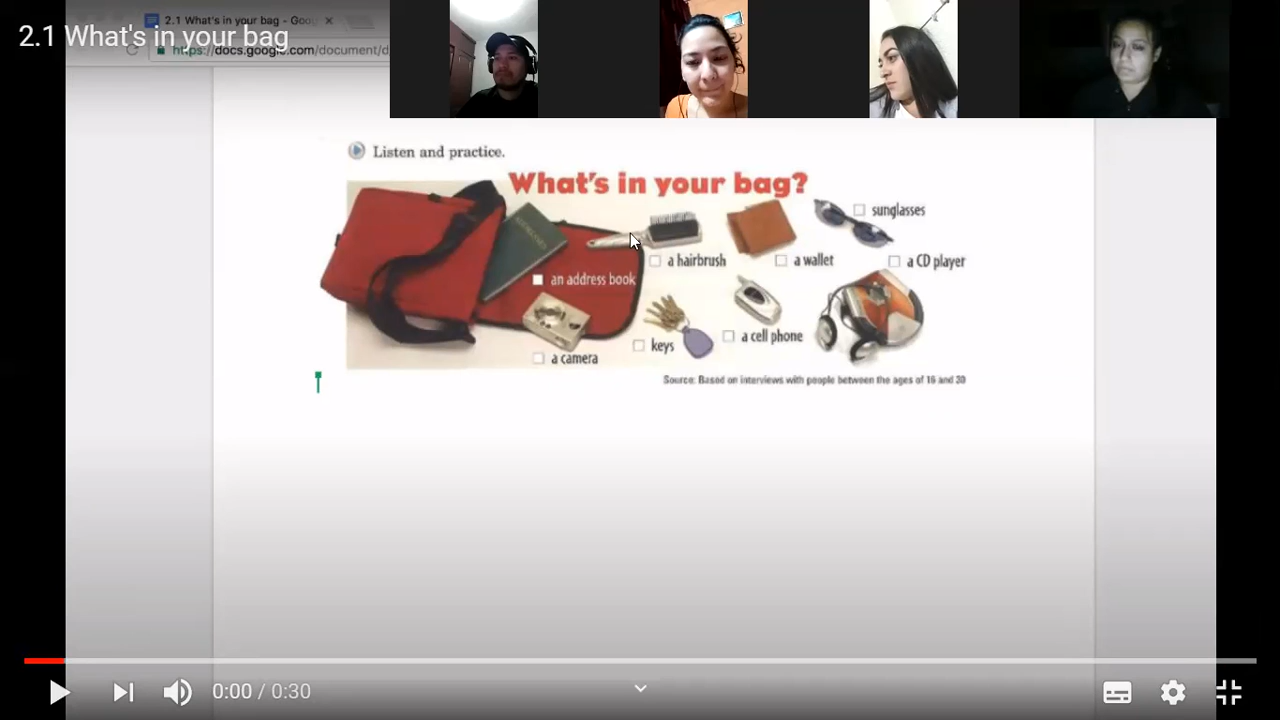 2.1 What's in your bag - Goo
2.1 What's in your bag
https://docs.google.com/document/d
Listen and practice.
What's in your bag?
sunglasses
a hairbrush
a wallet
a CD player
an address book
a cell phone
keys
a camera
Source: Based on interviews with people between the ages of 16 and 30
0:00 / 0:30